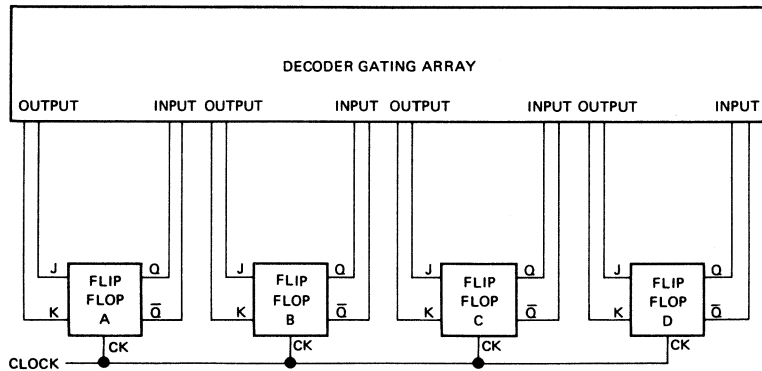 DECODER GATING ARRAY
OUTPUT INPUT OUTPUT INPUT OUTPUT INPUT OUTPUT INPUT
J Q J Q J Q J Q
FLIP FLIP FLIP FLIP
FLOP FLOP FLOP FLOP
K Q̅ K Q̅ K Q̅ K Q̅
A B C D
CK CK CK CK
CLOCK